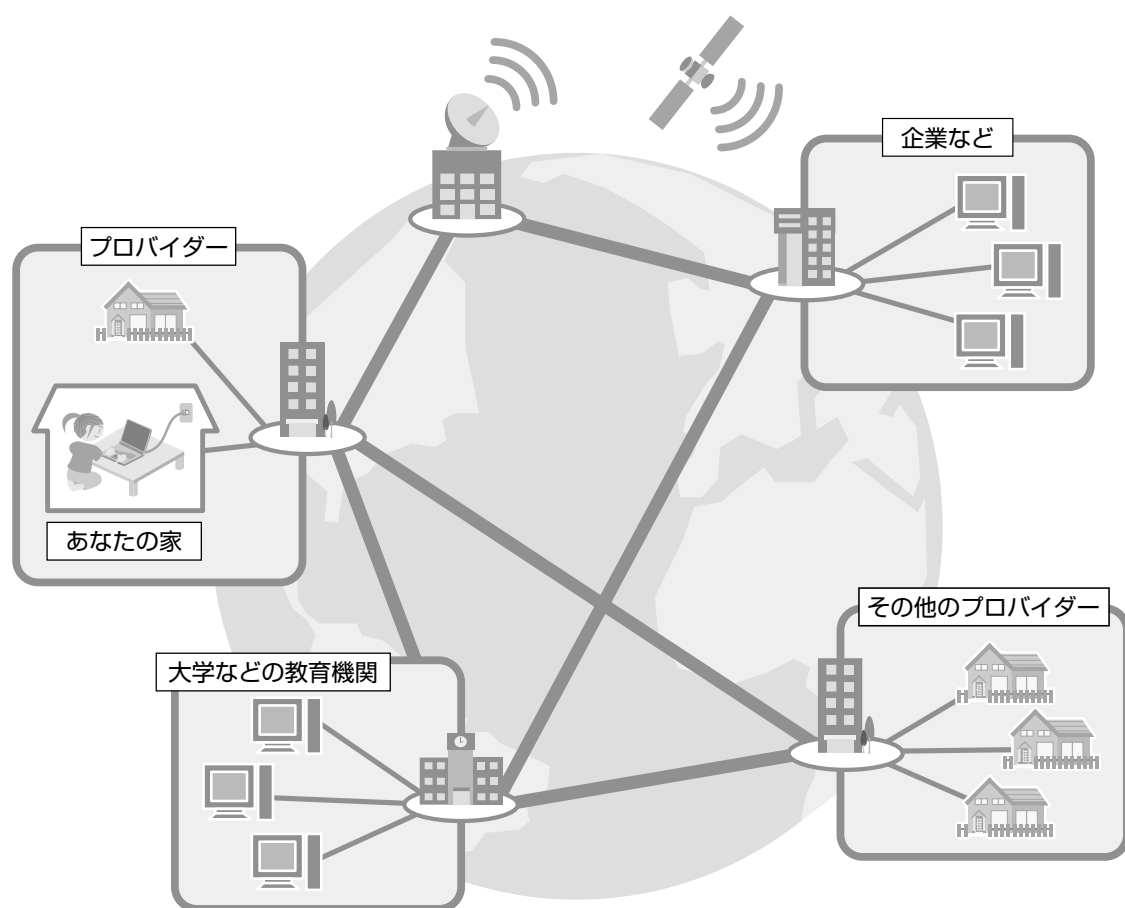 企業など
プロバイダー
あなたの家
その他のプロバイダー
大学などの教育機関